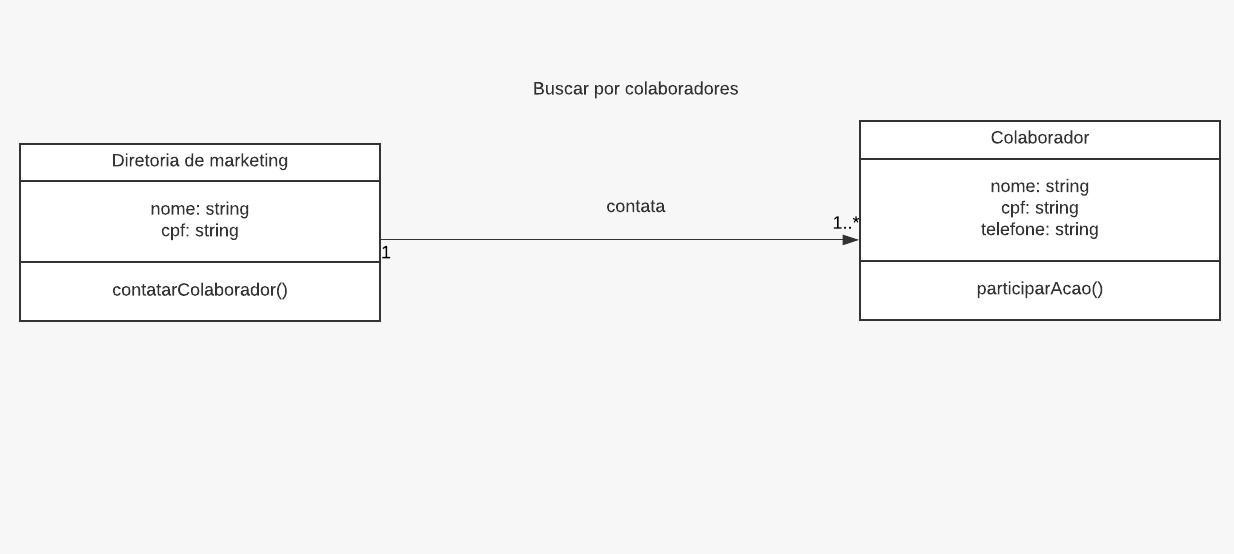 Buscar por colaboradores
Diretoria de marketing
nome: string
cpf: string
contatarColaborador()
contata
1
1..*
Colaborador
nome: string
cpf: string
telefone: string
participarAcao()